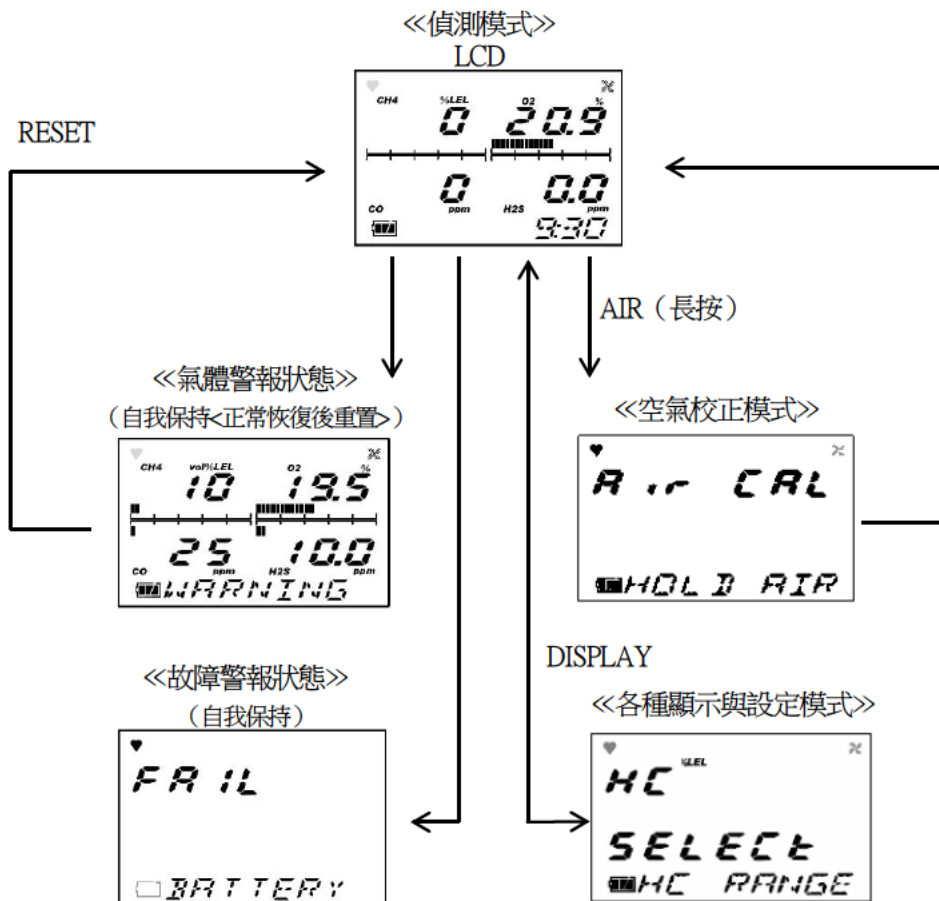 ≪偵測模式≫
LCD
CH4 %LEL O2 %
0 20.9
0 0.0
CO ppm H2S ppm
9:30
RESET
AIR（長按）
≪氣體警報狀態≫
（自我保持<正常恢復後重置>）
CH4 vol%LEL O2 %
10 19.5
25 10.0
CO ppm H2S ppm
WARNING
≪空氣校正模式≫
Air CAL
HOLD AIR
DISPLAY
≪故障警報狀態≫
（自我保持）
FAIL
BATTERY
≪各種顯示與設定模式≫
HC %LEL
SELECt
HC RANGE